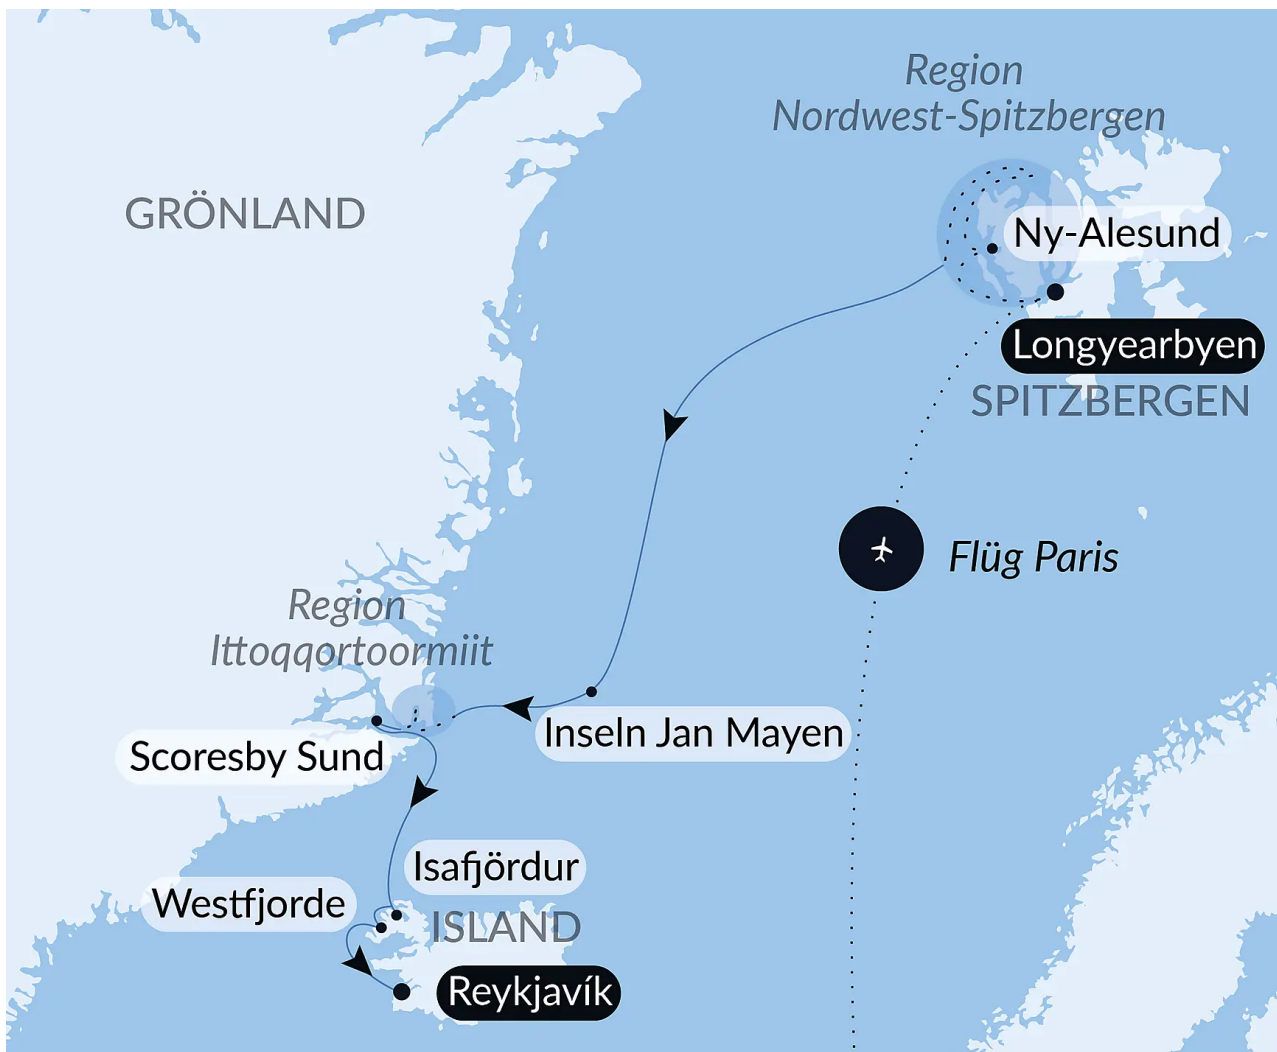 Region
Nordwest-Spitzbergen
GRÖNLAND
Ny-Alesund
Longyearbyen
SPITZBERGEN
Flüg Paris
Region
Ittoqqortoormiit
Inseln Jan Mayen
Scoresby Sund
Isafjördur
Westfjorde
ISLAND
Reykjavík